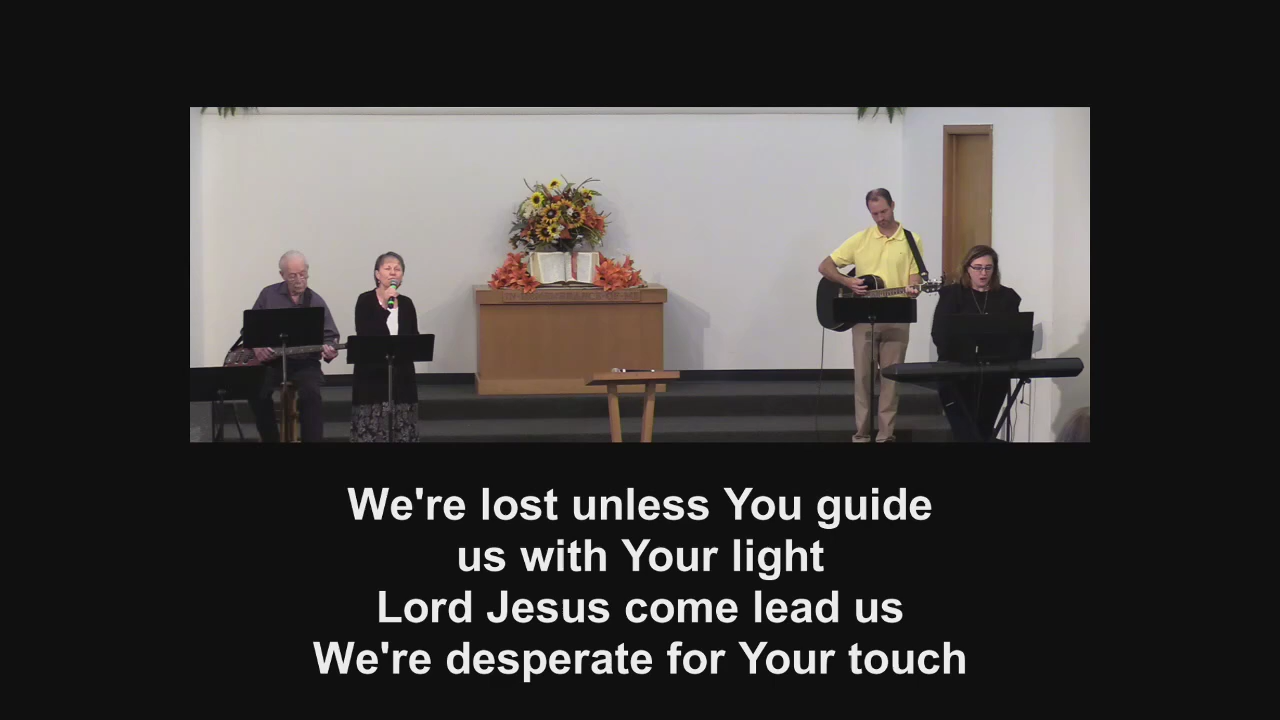 We're lost unless You guide
us with Your light
Lord Jesus come lead us
We're desperate for Your touch